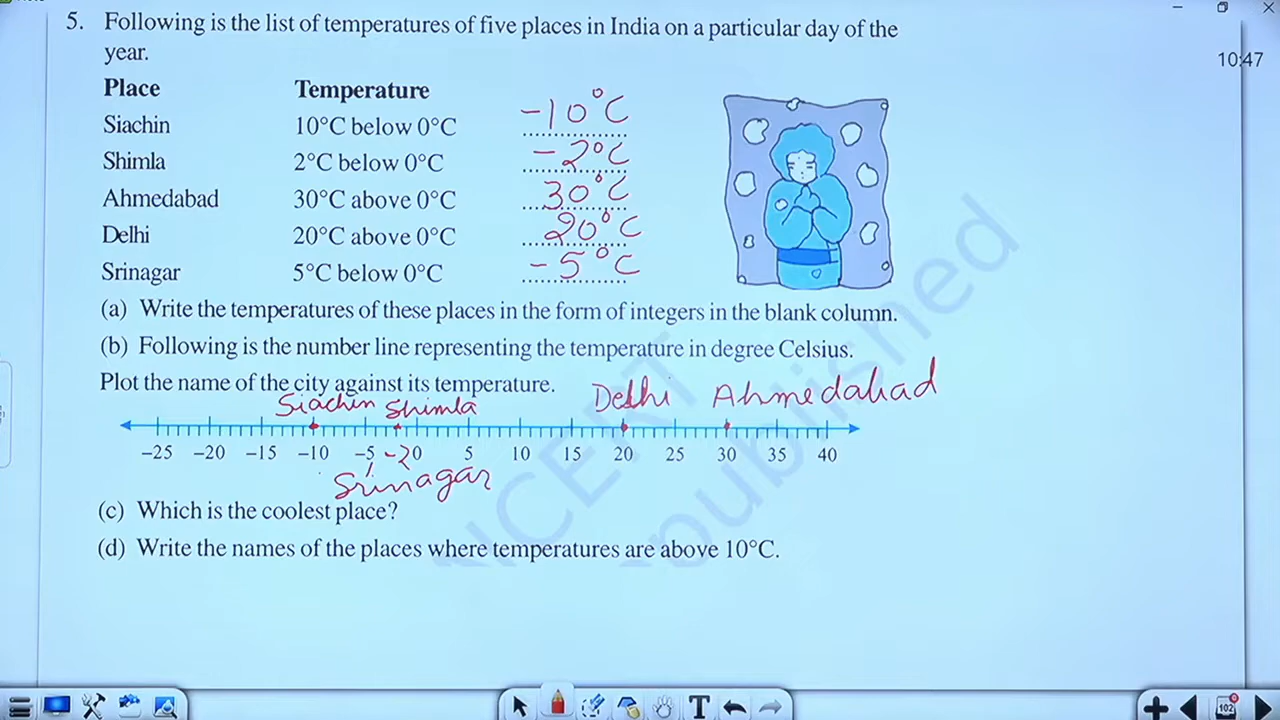 5. Following is the list of temperatures of five places in India on a particular day of the
year.
10:47
Place Temperature
Siachin 10°C below 0°C -10°C
Shimla 2°C below 0°C -2°C
Ahmedabad 30°C above 0°C 30°C
Delhi 20°C above 0°C 20°C
Srinagar 5°C below 0°C -5°C
(a) Write the temperatures of these places in the form of integers in the blank column.
(b) Following is the number line representing the temperature in degree Celsius.
Plot the name of the city against its temperature.
Siachin Shimla Delhi Ahmedabad
-25 -20 -15 -10 -5 -2 0 5 10 15 20 25 30 35 40
Srinagar
(c) Which is the coolest place?
(d) Write the names of the places where temperatures are above 10°C.
NCERT
republished
T
102